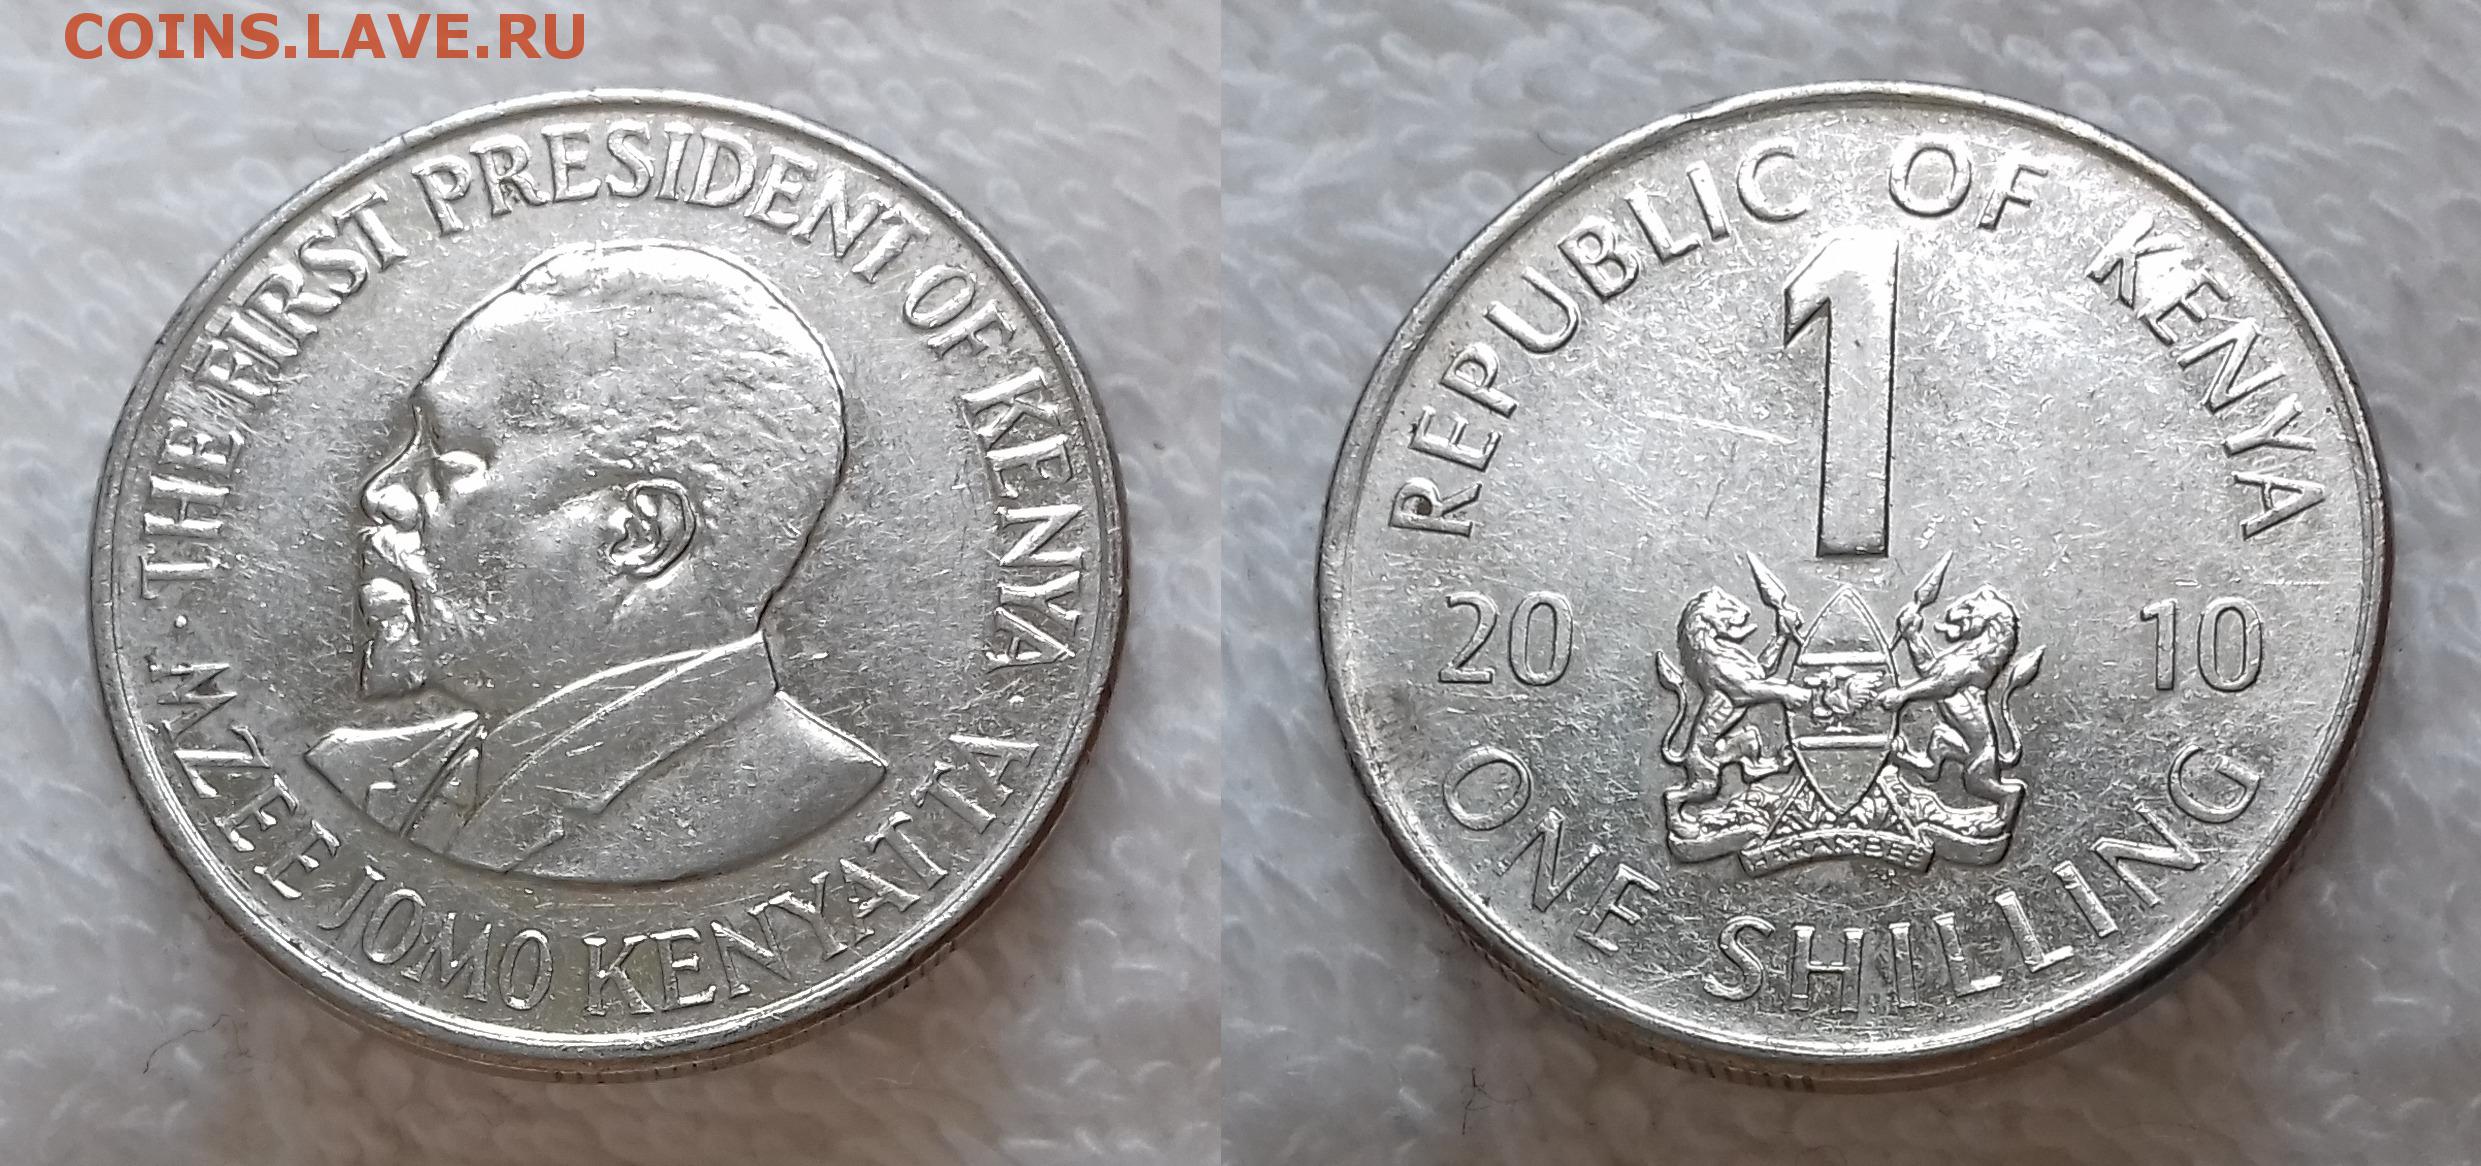 COINS.LAVE.RU
· THE FIRST PRESIDENT OF KENYA ·
MZEE JOMO KENYATTA
REPUBLIC OF KENYA
1
20 10
HARAMBEE
ONE SHILLING